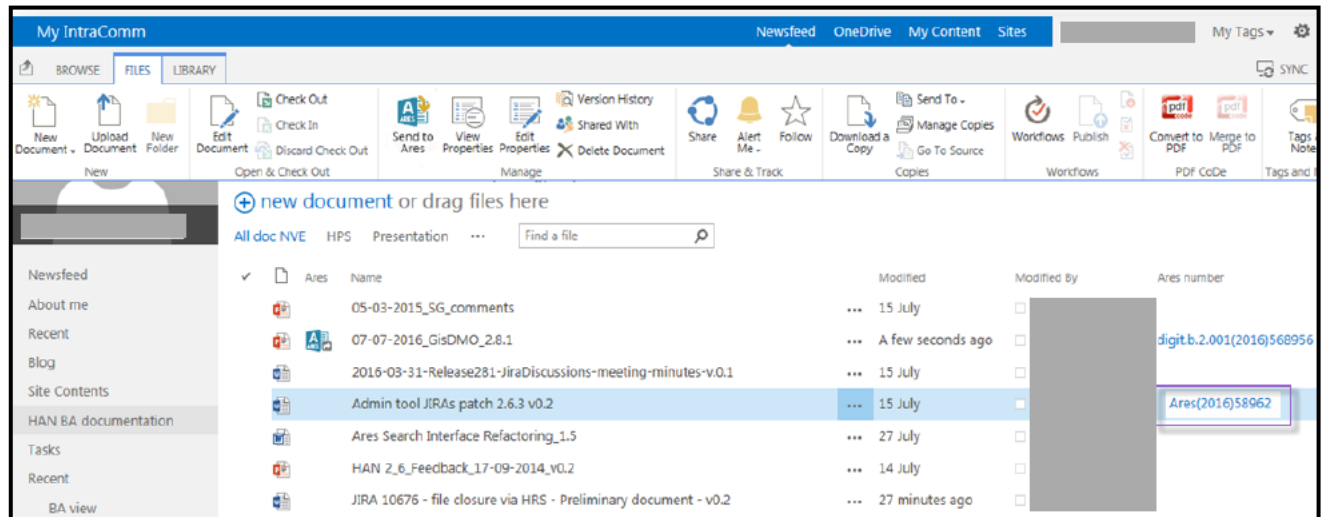 My IntraComm Newsfeed OneDrive My Content Sites My Tags
BROWSE FILES LIBRARY SYNC
New Document Upload Document New Folder Edit Document Check Out Check In Discard Check Out Send to Ares View Properties Edit Properties Version History Shared With Delete Document Share Alert Me Follow Download a Copy Send To Manage Copies Go To Source Workflows Publish Convert to PDF Merge to PDF Tags Note
New Open & Check Out Manage Share & Track Copies Workflows PDF CoDe Tags and
new document or drag files here
All doc NVE HPS Presentation ... Find a file
Newsfeed
About me
Recent
Blog
Site Contents
HAN BA documentation
Tasks
Recent
BA view
Ares Name Modified Modified By Ares number
05-03-2015_SG_comments ... 15 July
07-07-2016_GisDMO_2.8.1 ... A few seconds ago digit.b.2.001(2016)568956
2016-03-31-Release281-JiraDiscussions-meeting-minutes-v.0.1 ... 15 July
Admin tool JIRAs patch 2.6.3 v0.2 ... 15 July Ares(2016)58962
Ares Search Interface Refactoring_1.5 ... 27 July
HAN 2_6_Feedback_17-09-2014_v0.2 ... 14 July
JIRA 10676 - file closure via HRS - Preliminary document - v0.2 ... 27 minutes ago